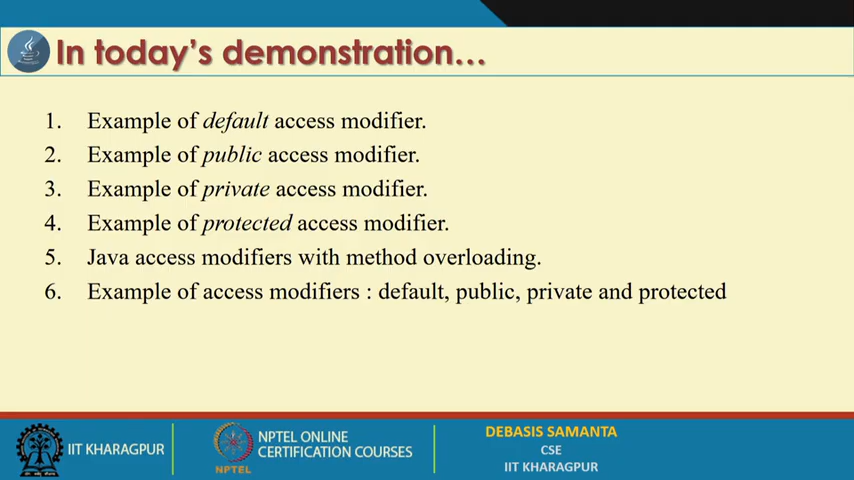 In today's demonstration...
1. Example of default access modifier.
2. Example of public access modifier.
3. Example of private access modifier.
4. Example of protected access modifier.
5. Java access modifiers with method overloading.
6. Example of access modifiers : default, public, private and protected
IIT KHARAGPUR
NPTEL
NPTEL ONLINE
CERTIFICATION COURSES
DEBASIS SAMANTA
CSE
IIT KHARAGPUR